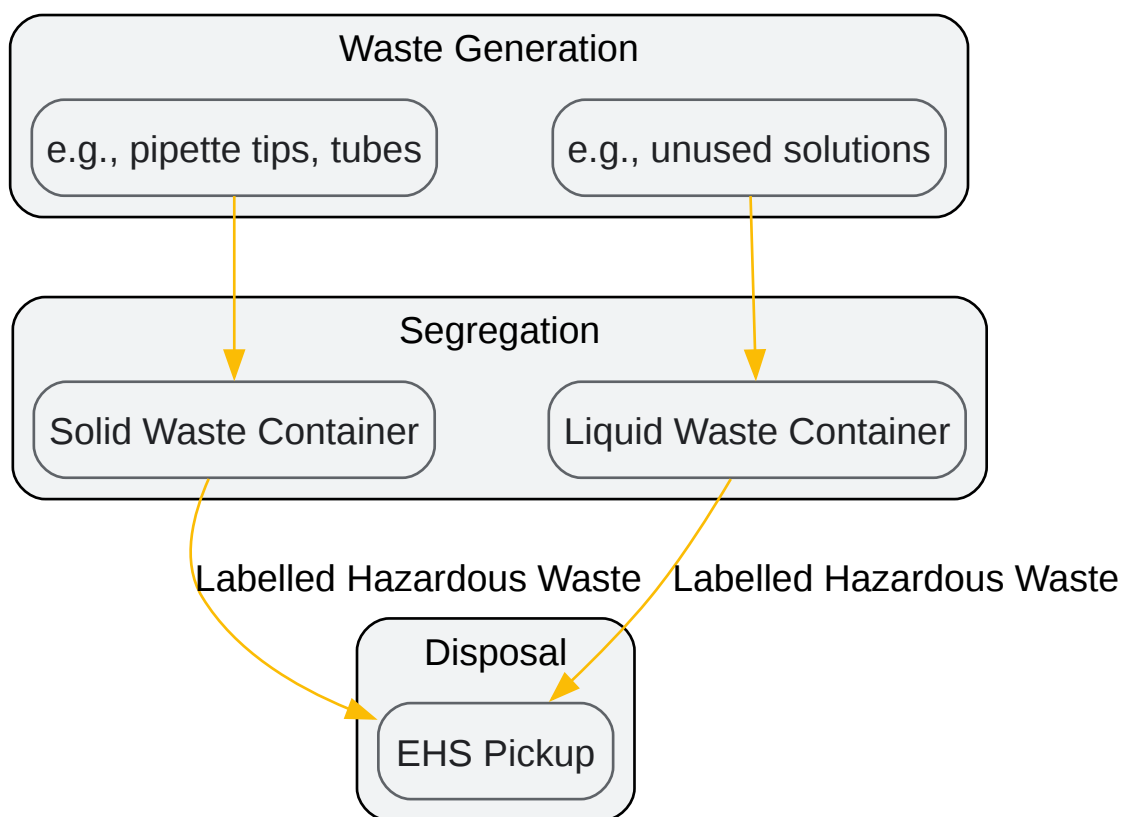 Waste Generation
e.g., pipette tips, tubes
e.g., unused solutions
Segregation
Solid Waste Container
Liquid Waste Container
Labelled Hazardous Waste
Labelled Hazardous Waste
Disposal
EHS Pickup